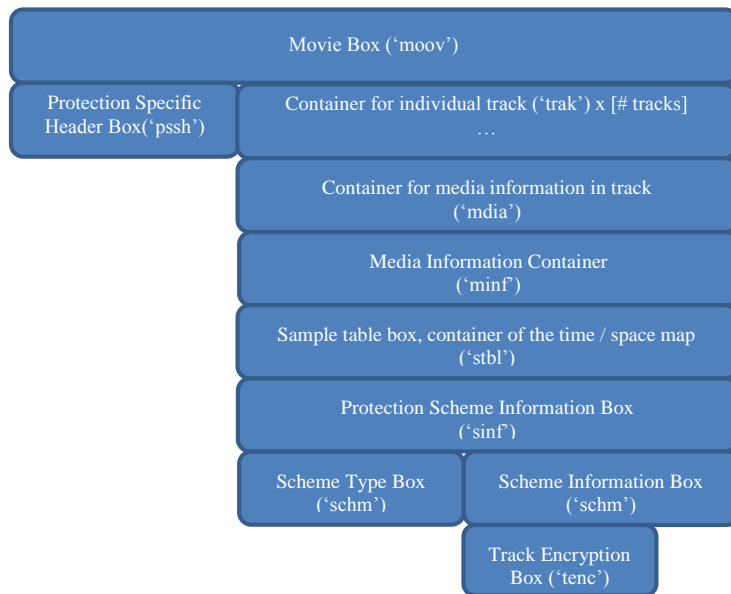 Movie Box (‘moov’)
Protection Specific
Header Box(‘pssh’)
Container for individual track (‘trak’) x [# tracks]
…
Container for media information in track
(‘mdia’)
Media Information Container
(‘minf’)
Sample table box, container of the time / space map
(‘stbl’)
Protection Scheme Information Box
(‘sinf’)
Scheme Type Box
(‘schm’)
Scheme Information Box
(‘schm’)
Track Encryption
Box (‘tenc’)